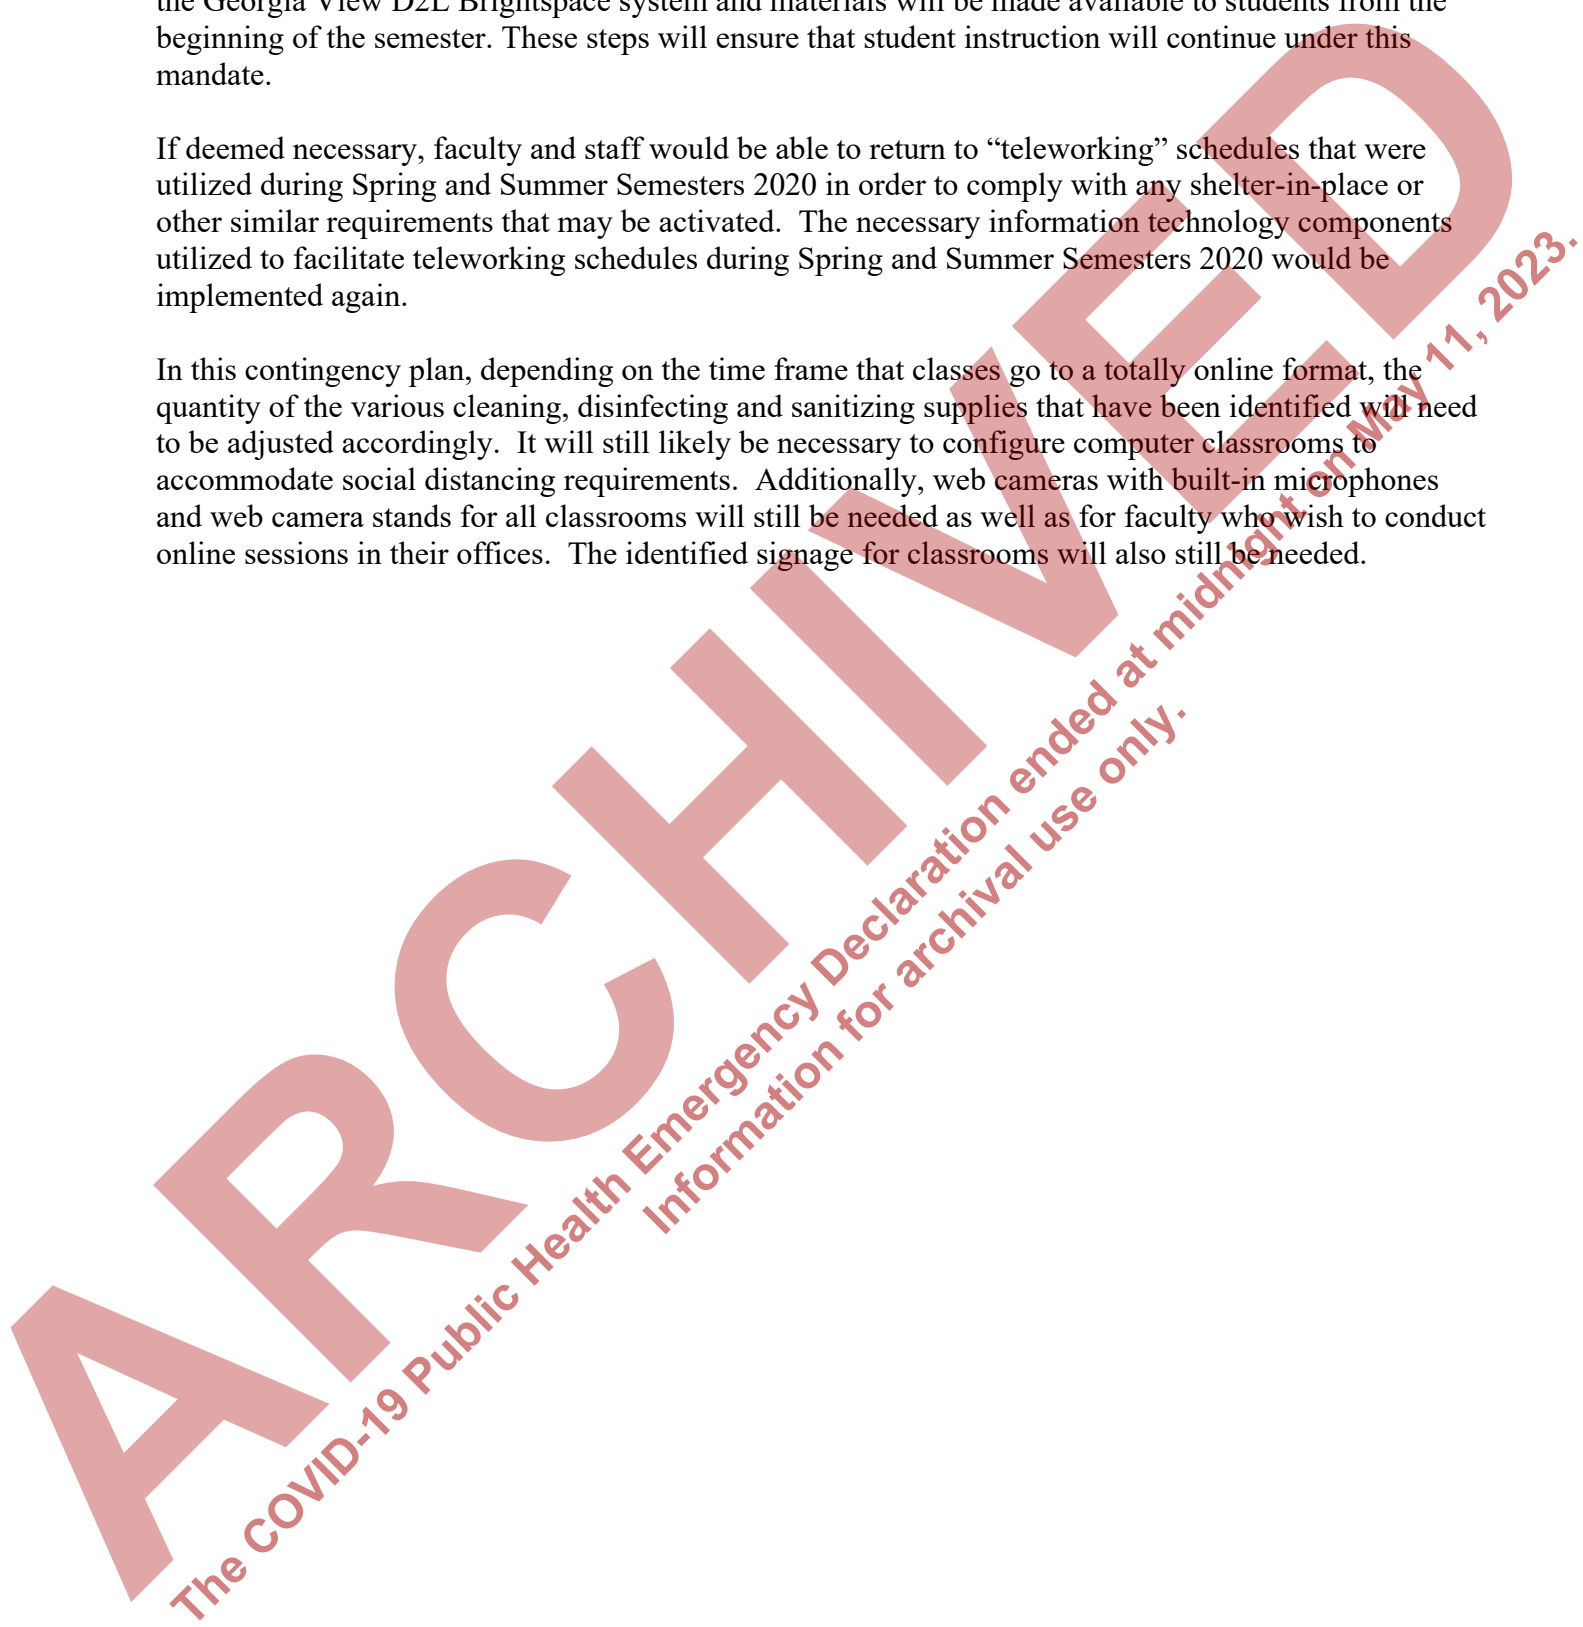 the Georgia View D2L Brightspace system and materials will be made available to students from the
beginning of the semester. These steps will ensure that student instruction will continue under this
mandate.
If deemed necessary, faculty and staff would be able to return to “teleworking” schedules that were
utilized during Spring and Summer Semesters 2020 in order to comply with any shelter-in-place or
other similar requirements that may be activated.  The necessary information technology components
utilized to facilitate teleworking schedules during Spring and Summer Semesters 2020 would be
implemented again.
In this contingency plan, depending on the time frame that classes go to a totally online format, the
quantity of the various cleaning, disinfecting and sanitizing supplies that have been identified will need
to be adjusted accordingly.  It will still likely be necessary to configure computer classrooms to
accommodate social distancing requirements.  Additionally, web cameras with built-in microphones
and web camera stands for all classrooms will still be needed as well as for faculty who wish to conduct
online sessions in their offices.  The identified signage for classrooms will also still be needed.
ARCHIVED
The COVID-19 Public Health Emergency Declaration ended at midnight on May 11, 2023.
Information for archival use only.